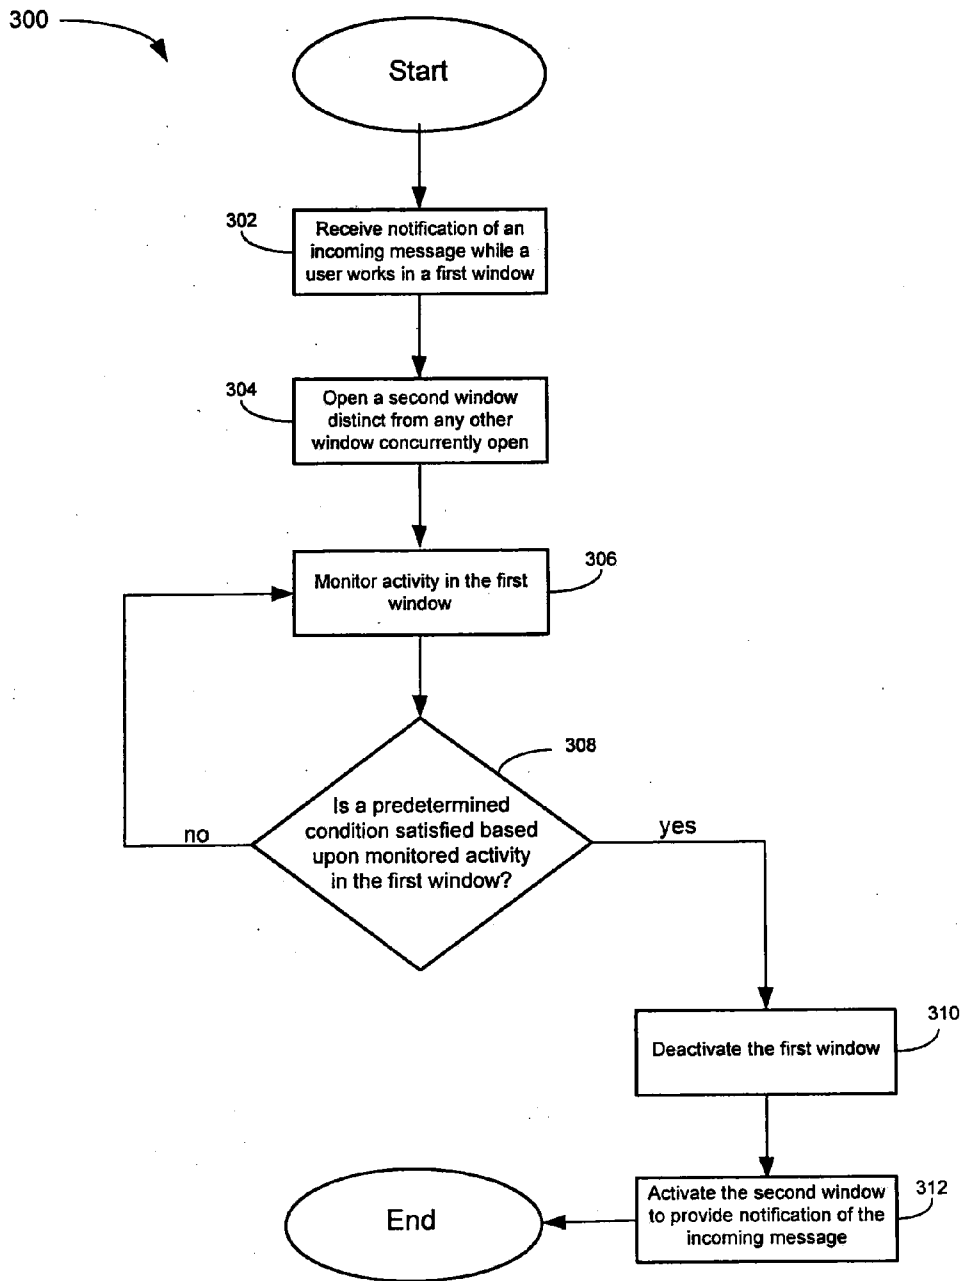 300
Start
302
Receive notification of an
incoming message while a
user works in a first window
304
Open a second window
distinct from any other
window concurrently open
306
Monitor activity in the first
window
308
Is a predetermined
condition satisfied based
upon monitored activity
in the first window?
no
yes
310
Deactivate the first window
312
Activate the second window
to provide notification of the
incoming message
End